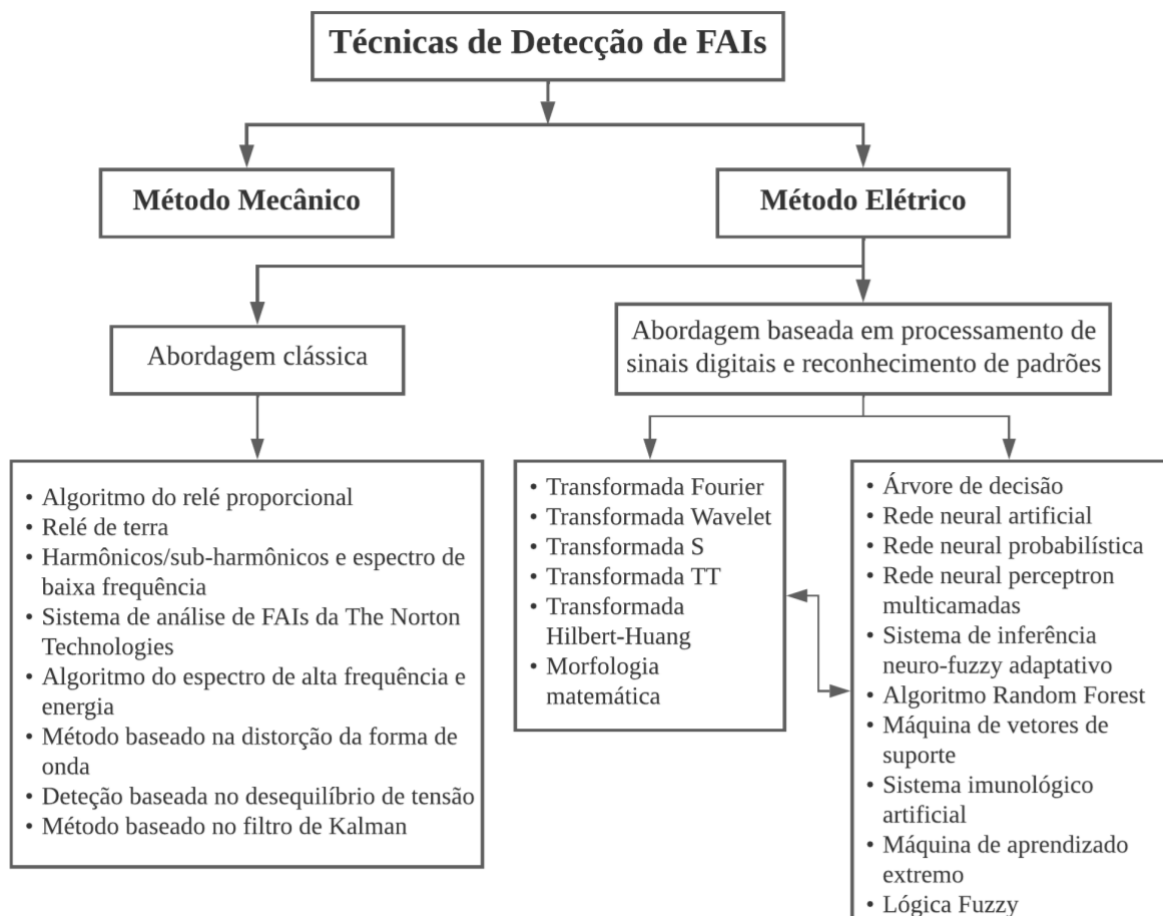 Técnicas de Detecção de FAIs
Método Mecânico
Método Elétrico
Abordagem clássica
Abordagem baseada em processamento de
sinais digitais e reconhecimento de padrões
• Algoritmo do relé proporcional
• Relé de terra
• Harmônicos/sub-harmônicos e espectro de
baixa frequência
• Sistema de análise de FAIs da The Norton
Technologies
• Algoritmo do espectro de alta frequência e
energia
• Método baseado na distorção da forma de
onda
• Deteção baseada no desequilíbrio de tensão
• Método baseado no filtro de Kalman
• Transformada Fourier
• Transformada Wavelet
• Transformada S
• Transformada TT
• Transformada
Hilbert-Huang
• Morfologia
matemática
• Árvore de decisão
• Rede neural artificial
• Rede neural probabilística
• Rede neural perceptron
multicamadas
• Sistema de inferência
neuro-fuzzy adaptativo
• Algoritmo Random Forest
• Máquina de vetores de
suporte
• Sistema imunológico
artificial
• Máquina de aprendizado
extremo
• Lógica Fuzzy